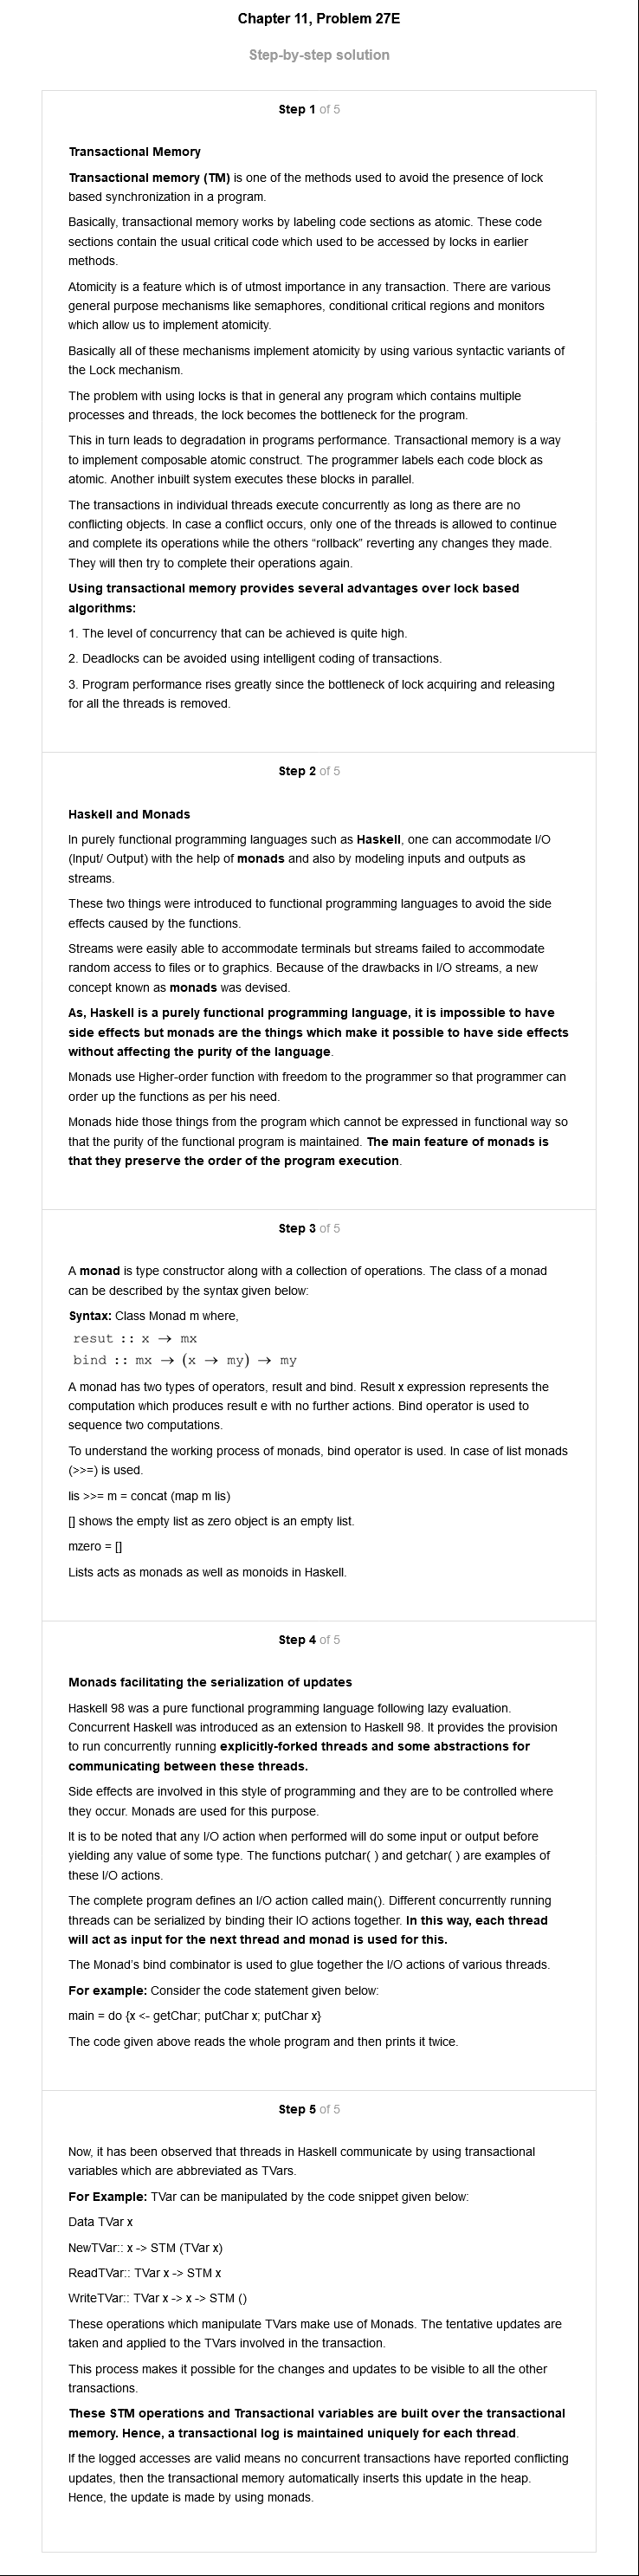 Chapter 11, Problem 27E
Step-by-step solution
Step 1 of 5
Transactional Memory
Transactional memory (TM) is one of the methods used to avoid the presence of lock
based synchronization in a program.
Basically, transactional memory works by labeling code sections as atomic. These code
sections contain the usual critical code which used to be accessed by locks in earlier
methods.
Atomicity is a feature which is of utmost importance in any transaction. There are various
general purpose mechanisms like semaphores, conditional critical regions and monitors
which allow us to implement atomicity.
Basically all of these mechanisms implement atomicity by using various syntactic variants of
the Lock mechanism.
The problem with using locks is that in general any program which contains multiple
processes and threads, the lock becomes the bottleneck for the program.
This in turn leads to degradation in programs performance. Transactional memory is a way
to implement composable atomic construct. The programmer labels each code block as
atomic. Another inbuilt system executes these blocks in parallel.
The transactions in individual threads execute concurrently as long as there are no
conflicting objects. In case a conflict occurs, only one of the threads is allowed to continue
and complete its operations while the others “rollback” reverting any changes they made.
They will then try to complete their operations again.
Using transactional memory provides several advantages over lock based
algorithms:
1. The level of concurrency that can be achieved is quite high.
2. Deadlocks can be avoided using intelligent coding of transactions.
3. Program performance rises greatly since the bottleneck of lock acquiring and releasing
for all the threads is removed.
Step 2 of 5
Haskell and Monads
In purely functional programming languages such as Haskell, one can accommodate I/O
(Input/ Output) with the help of monads and also by modeling inputs and outputs as
streams.
These two things were introduced to functional programming languages to avoid the side
effects caused by the functions.
Streams were easily able to accommodate terminals but streams failed to accommodate
random access to files or to graphics. Because of the drawbacks in I/O streams, a new
concept known as monads was devised.
As, Haskell is a purely functional programming language, it is impossible to have
side effects but monads are the things which make it possible to have side effects
without affecting the purity of the language.
Monads use Higher-order function with freedom to the programmer so that programmer can
order up the functions as per his need.
Monads hide those things from the program which cannot be expressed in functional way so
that the purity of the functional program is maintained. The main feature of monads is
that they preserve the order of the program execution.
Step 3 of 5
A monad is type constructor along with a collection of operations. The class of a monad
can be described by the syntax given below:
Syntax: Class Monad m where,
resut :: x → mx
bind :: mx → (x → my) → my
A monad has two types of operators, result and bind. Result x expression represents the
computation which produces result e with no further actions. Bind operator is used to
sequence two computations.
To understand the working process of monads, bind operator is used. In case of list monads
(>>=) is used.
lis >>= m = concat (map m lis)
[] shows the empty list as zero object is an empty list.
mzero = []
Lists acts as monads as well as monoids in Haskell.
Step 4 of 5
Monads facilitating the serialization of updates
Haskell 98 was a pure functional programming language following lazy evaluation.
Concurrent Haskell was introduced as an extension to Haskell 98. It provides the provision
to run concurrently running explicitly-forked threads and some abstractions for
communicating between these threads.
Side effects are involved in this style of programming and they are to be controlled where
they occur. Monads are used for this purpose.
It is to be noted that any I/O action when performed will do some input or output before
yielding any value of some type. The functions putchar( ) and getchar( ) are examples of
these I/O actions.
The complete program defines an I/O action called main(). Different concurrently running
threads can be serialized by binding their IO actions together. In this way, each thread
will act as input for the next thread and monad is used for this.
The Monad’s bind combinator is used to glue together the I/O actions of various threads.
For example: Consider the code statement given below:
main = do {x <- getChar; putChar x; putChar x}
The code given above reads the whole program and then prints it twice.
Step 5 of 5
Now, it has been observed that threads in Haskell communicate by using transactional
variables which are abbreviated as TVars.
For Example: TVar can be manipulated by the code snippet given below:
Data TVar x
NewTVar:: x -> STM (TVar x)
ReadTVar:: TVar x -> STM x
WriteTVar:: TVar x -> x -> STM ()
These operations which manipulate TVars make use of Monads. The tentative updates are
taken and applied to the TVars involved in the transaction.
This process makes it possible for the changes and updates to be visible to all the other
transactions.
These STM operations and Transactional variables are built over the transactional
memory. Hence, a transactional log is maintained uniquely for each thread.
If the logged accesses are valid means no concurrent transactions have reported conflicting
updates, then the transactional memory automatically inserts this update in the heap.
Hence, the update is made by using monads.